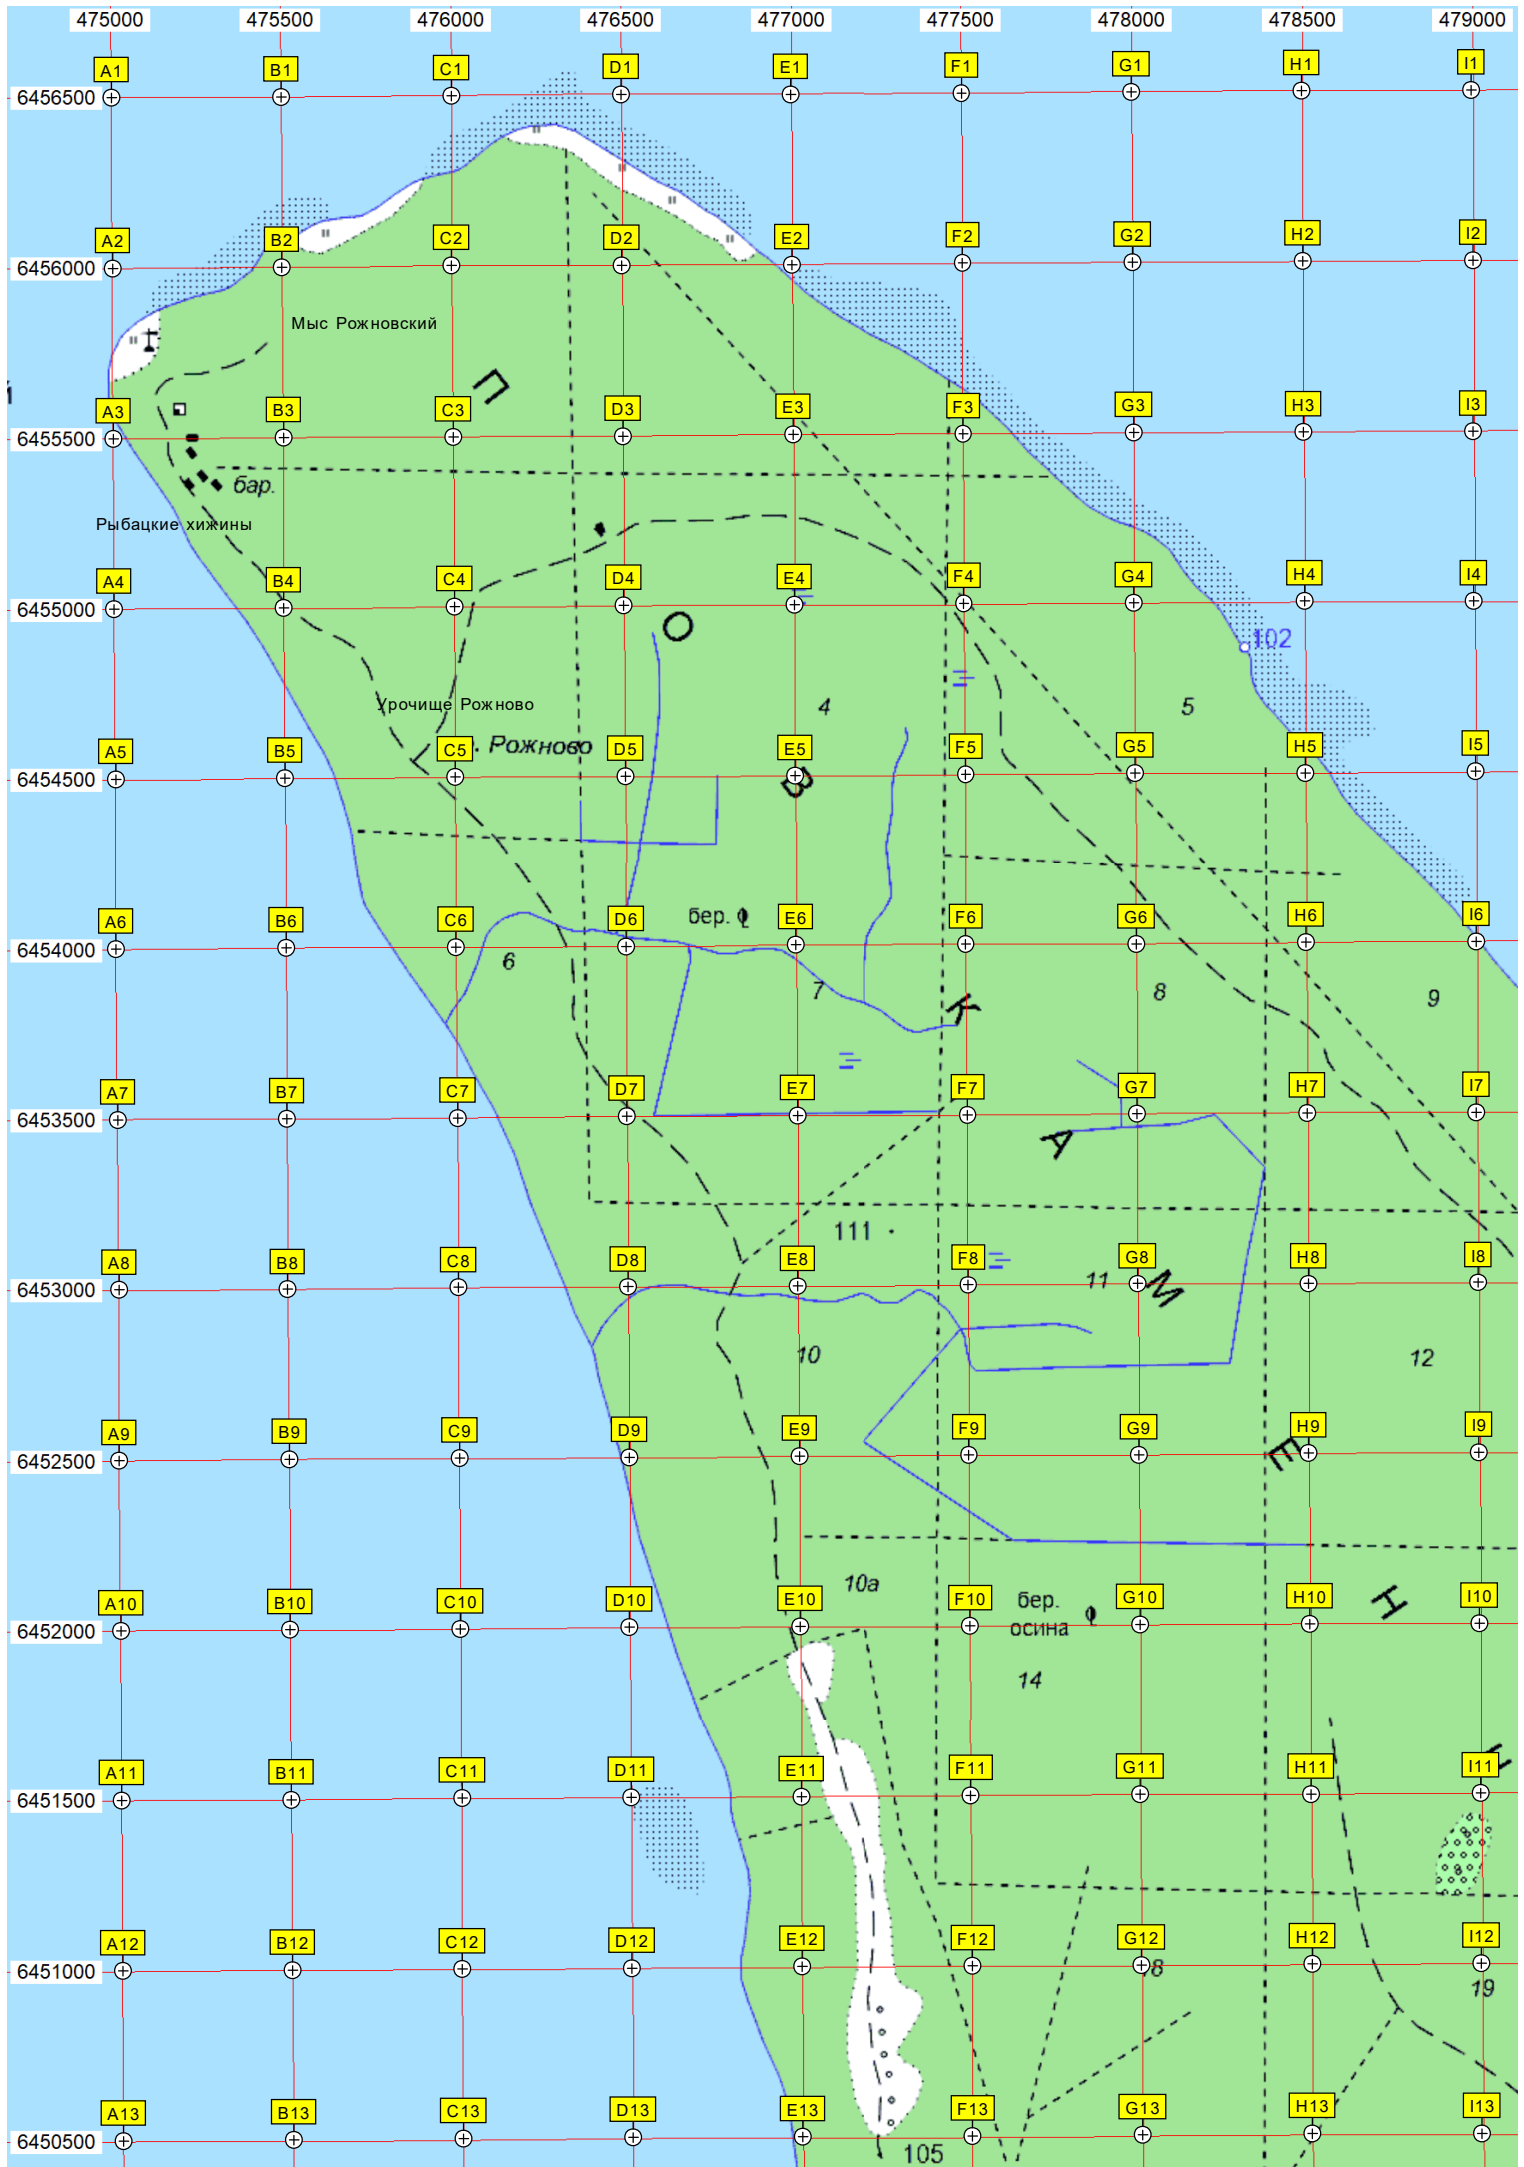 475000 475500 476000 476500 477000 477500 478000 478500 479000
A1 B1 C1 D1 E1 F1 G1 H1 I1
6456500
A2 B2 C2 D2 E2 F2 G2 H2 I2
6456000
Мыс Рожновский
П
й
A3 B3 C3 D3 E3 F3 G3 H3 I3
6455500
бар.
Рыбацкие хижины
A4 B4 C4 D4 E4 F4 G4 H4 I4
6455000
О
102
4 5
Урочище Рожново
. Рожново
A5 B5 C5 D5 E5 F5 G5 H5 I5
6454500
В
бер.
A6 B6 C6 D6 E6 F6 G6 H6 I6
6454000
6 7 8 9
К
A7 B7 C7 D7 E7 F7 G7 H7 I7
6453500
А
111
A8 B8 C8 D8 E8 F8 G8 H8 I8
6453000
11
М
10 12
A9 B9 C9 D9 E9 F9 G9 H9 I9
6452500
Е
10а
A10 B10 C10 D10 E10 F10 G10 H10 I10
6452000
бер.
осина
Н
14
A11 B11 C11 D11 E11 F11 G11 H11 I11
6451500
A12 B12 C12 D12 E12 F12 G12 H12 I12
6451000
18 19
A13 B13 C13 D13 E13 F13 G13 H13 I13
6450500
105